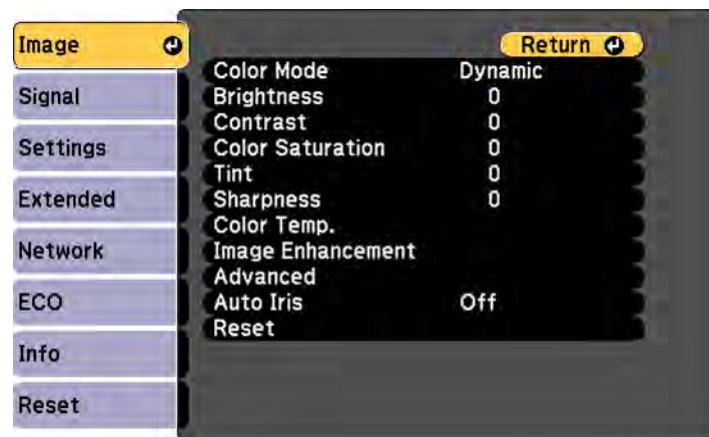 Image
Signal
Settings
Extended
Network
ECO
Info
Reset
Return
Color Mode Dynamic
Brightness 0
Contrast 0
Color Saturation 0
Tint 0
Sharpness 0
Color Temp.
Image Enhancement
Advanced
Auto Iris Off
Reset